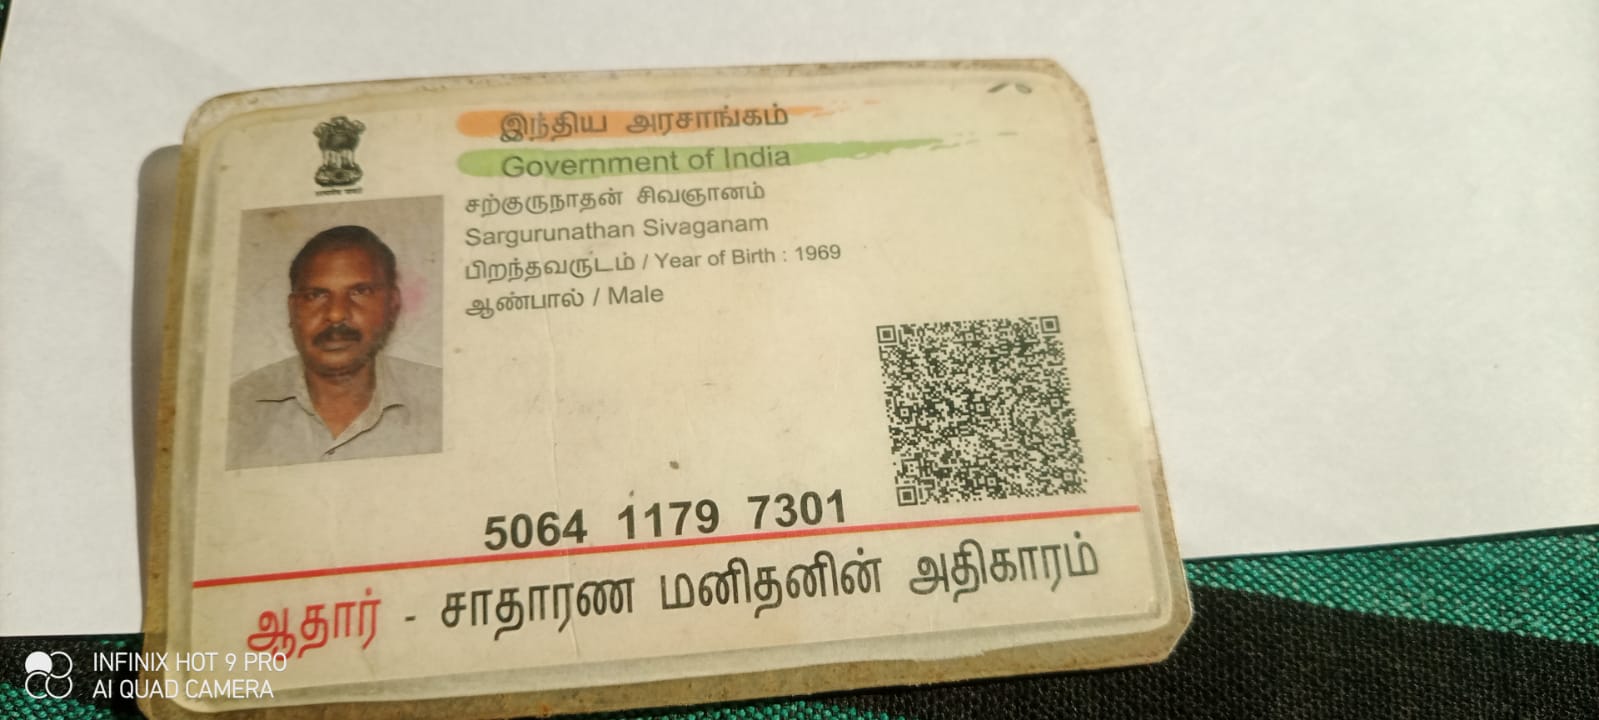 இந்திய அரசாங்கம்
Government of India
சற்குருநாதன் சிவஞானம்
Sargurunathan Sivaganam
பிறந்தவருடம் / Year of Birth : 1969
ஆண்பால் / Male
5064 1179 7301
ஆதார் - சாதாரண மனிதனின் அதிகாரம்
INFINIX HOT 9 PRO
AI QUAD CAMERA